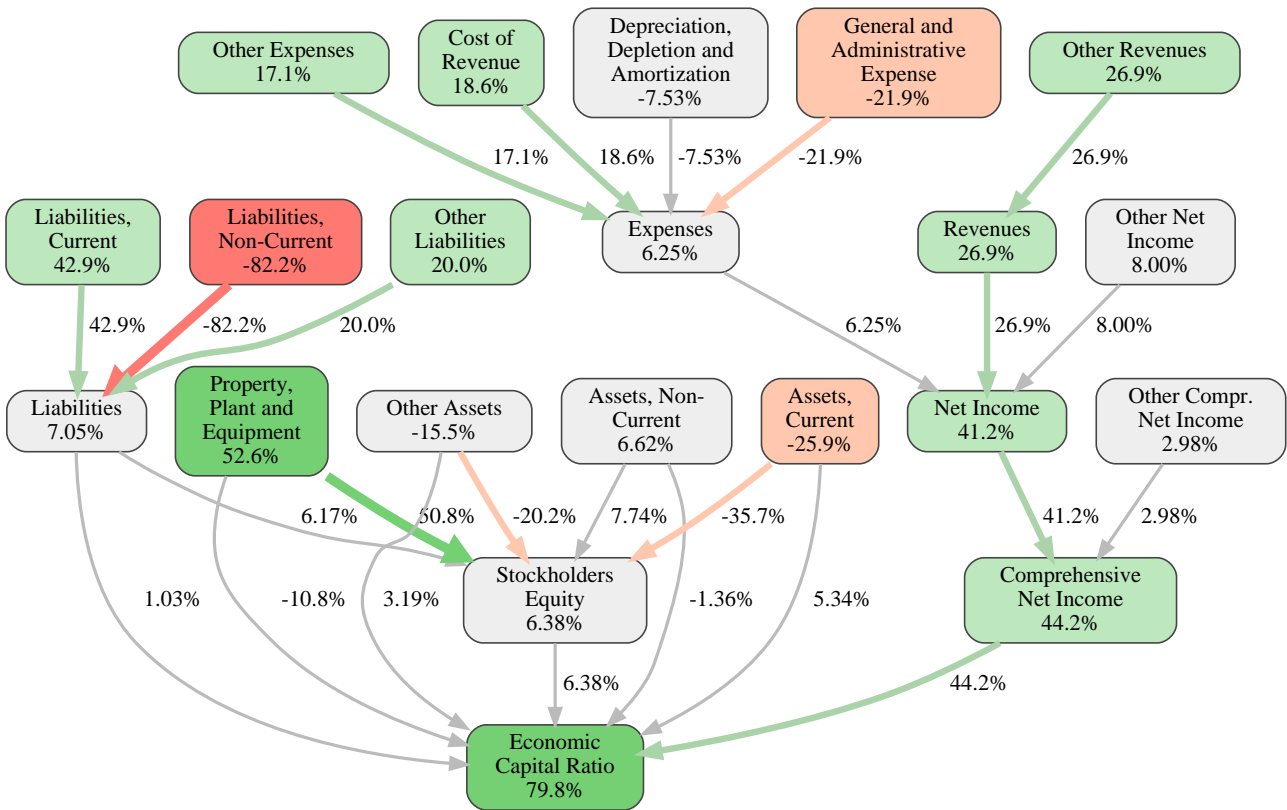 Other Expenses
17.1%
Cost of
Revenue
18.6%
Depreciation,
Depletion and
Amortization
-7.53%
General and
Administrative
Expense
-21.9%
Other Revenues
26.9%
17.1%
18.6%
-7.53%
-21.9%
26.9%
Liabilities,
Current
42.9%
Liabilities,
Non-Current
-82.2%
Other
Liabilities
20.0%
Expenses
6.25%
Revenues
26.9%
Other Net
Income
8.00%
42.9%
-82.2%
20.0%
6.25%
26.9%
8.00%
Liabilities
7.05%
Property,
Plant and
Equipment
52.6%
Other Assets
-15.5%
Assets, Non-
Current
6.62%
Assets,
Current
-25.9%
Net Income
41.2%
Other Compr.
Net Income
2.98%
6.17%
50.8%
-20.2%
7.74%
-35.7%
41.2%
2.98%
1.03%
-10.8%
3.19%
Stockholders
Equity
6.38%
-1.36%
5.34%
Comprehensive
Net Income
44.2%
6.38%
44.2%
Economic
Capital Ratio
79.8%